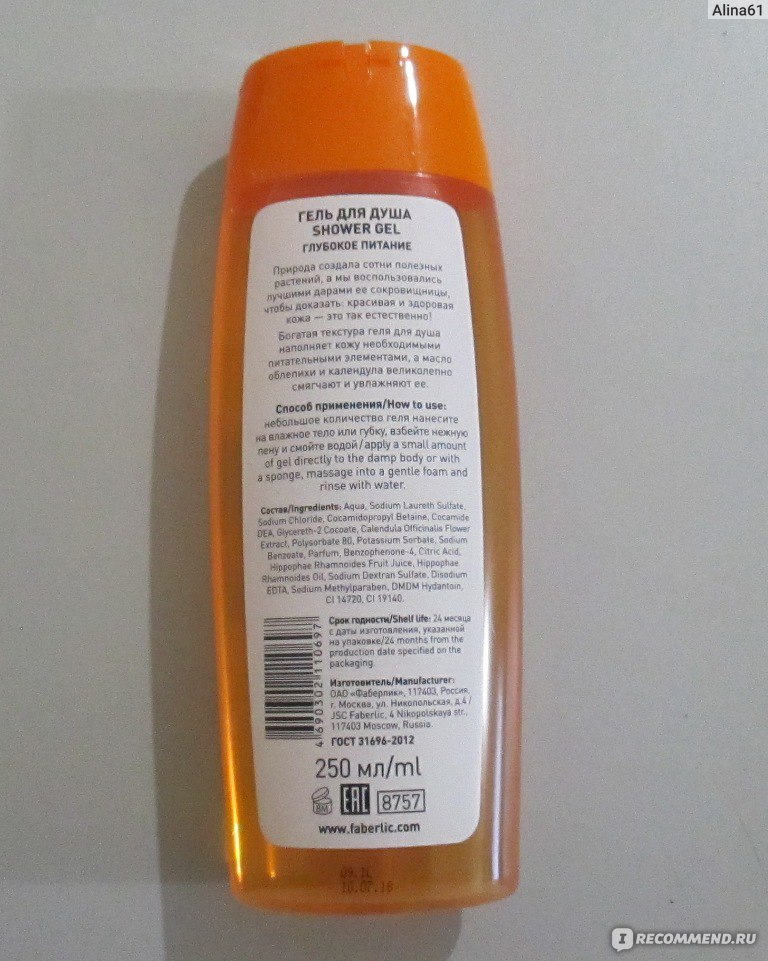 Alina61
ГЕЛЬ ДЛЯ ДУША
SHOWER GEL
ГЛУБОКОЕ ПИТАНИЕ
Природа создала сотни полезных
растений, а мы воспользовались
лучшими дарами ее сокровищницы,
чтобы доказать: красивая и здоровая
кожа — это так естественно!
Богатая текстура геля для душа
наполняет кожу необходимыми
питательными элементами, а масло
облепихи и календула великолепно
смягчают и увлажняют ее.
Способ применения/How to use:
небольшое количество геля нанесите
на влажное тело или губку, взбейте нежную
пену и смойте водой/apply a small amount
of gel directly to the damp body or with
a sponge, massage into a gentle foam and
rinse with water.
Состав/Ingredients: Aqua, Sodium Laureth Sulfate,
Sodium Chloride, Cocamidopropyl Betaine, Cocamide
DEA, Glycereth-2 Cocoate, Calendula Officinalis Flower
Extract, Polysorbate 80, Potassium Sorbate, Sodium
Benzoate, Parfum, Benzophenone-4, Citric Acid,
Hippophae Rhamnoides Fruit Juice, Hippophae
Rhamnoides Oil, Sodium Dextran Sulfate, Disodium
EDTA, Sodium Methylparaben, DMDM Hydantoin,
CI 14720, CI 19140.
Срок годности/Shelf life: 24 месяца
с даты изготовления, указанной
на упаковке/24 months from the
production date specified on the
packaging.
Изготовитель/Manufacturer:
ОАО «Фаберлик», 117403, Россия,
г. Москва, ул. Никопольская, д.4 /
JSC Faberlic, 4 Nikopolskaya str.,
117403 Moscow, Russia.
4 690302 110697
ГОСТ 31696-2012
250 мл/ml
8M EAC 8757
www.faberlic.com
10.07.16
IRECOMMEND.RU